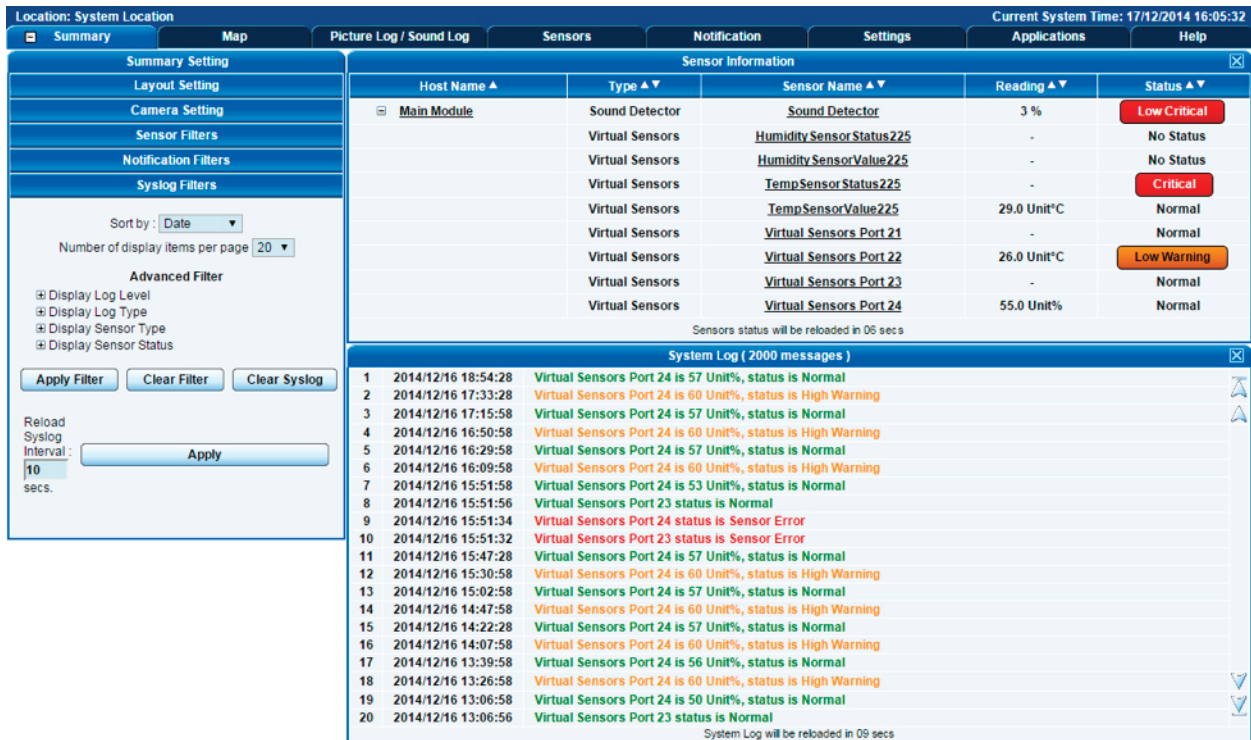 Location: System Location
Current System Time: 17/12/2014 16:05:32
Summary Map Picture Log / Sound Log Sensors Notification Settings Applications Help
Summary Setting
Layout Setting
Camera Setting
Sensor Filters
Notification Filters
Syslog Filters
Sort by : Date
Number of display items per page 20
Advanced Filter
Display Log Level
Display Log Type
Display Sensor Type
Display Sensor Status
Apply Filter Clear Filter Clear Syslog
Reload
Syslog
Interval :
10
secs.
Apply
Sensor Information
Host Name Type Sensor Name Reading Status
Main Module Sound Detector Sound Detector 3 % Low Critical
Virtual Sensors HumiditySensorStatus225 - No Status
Virtual Sensors HumiditySensorValue225 - No Status
Virtual Sensors TempSensorStatus225 - Critical
Virtual Sensors TempSensorValue225 29.0 Unit°C Normal
Virtual Sensors Virtual Sensors Port 21 - Normal
Virtual Sensors Virtual Sensors Port 22 26.0 Unit°C Low Warning
Virtual Sensors Virtual Sensors Port 23 - Normal
Virtual Sensors Virtual Sensors Port 24 55.0 Unit% Normal
Sensors status will be reloaded in 06 secs
System Log ( 2000 messages )
1 2014/12/16 18:54:28 Virtual Sensors Port 24 is 57 Unit%, status is Normal
2 2014/12/16 17:33:28 Virtual Sensors Port 24 is 60 Unit%, status is High Warning
3 2014/12/16 17:15:58 Virtual Sensors Port 24 is 57 Unit%, status is Normal
4 2014/12/16 16:50:58 Virtual Sensors Port 24 is 60 Unit%, status is High Warning
5 2014/12/16 16:29:58 Virtual Sensors Port 24 is 57 Unit%, status is Normal
6 2014/12/16 16:09:58 Virtual Sensors Port 24 is 60 Unit%, status is High Warning
7 2014/12/16 15:51:58 Virtual Sensors Port 24 is 53 Unit%, status is Normal
8 2014/12/16 15:51:56 Virtual Sensors Port 23 status is Normal
9 2014/12/16 15:51:34 Virtual Sensors Port 24 status is Sensor Error
10 2014/12/16 15:51:32 Virtual Sensors Port 23 status is Sensor Error
11 2014/12/16 15:47:28 Virtual Sensors Port 24 is 57 Unit%, status is Normal
12 2014/12/16 15:30:58 Virtual Sensors Port 24 is 60 Unit%, status is High Warning
13 2014/12/16 15:02:58 Virtual Sensors Port 24 is 57 Unit%, status is Normal
14 2014/12/16 14:47:58 Virtual Sensors Port 24 is 60 Unit%, status is High Warning
15 2014/12/16 14:22:28 Virtual Sensors Port 24 is 57 Unit%, status is Normal
16 2014/12/16 14:07:58 Virtual Sensors Port 24 is 60 Unit%, status is High Warning
17 2014/12/16 13:39:58 Virtual Sensors Port 24 is 56 Unit%, status is Normal
18 2014/12/16 13:26:58 Virtual Sensors Port 24 is 60 Unit%, status is High Warning
19 2014/12/16 13:06:58 Virtual Sensors Port 24 is 50 Unit%, status is Normal
20 2014/12/16 13:06:56 Virtual Sensors Port 23 status is Normal
System Log will be reloaded in 09 secs